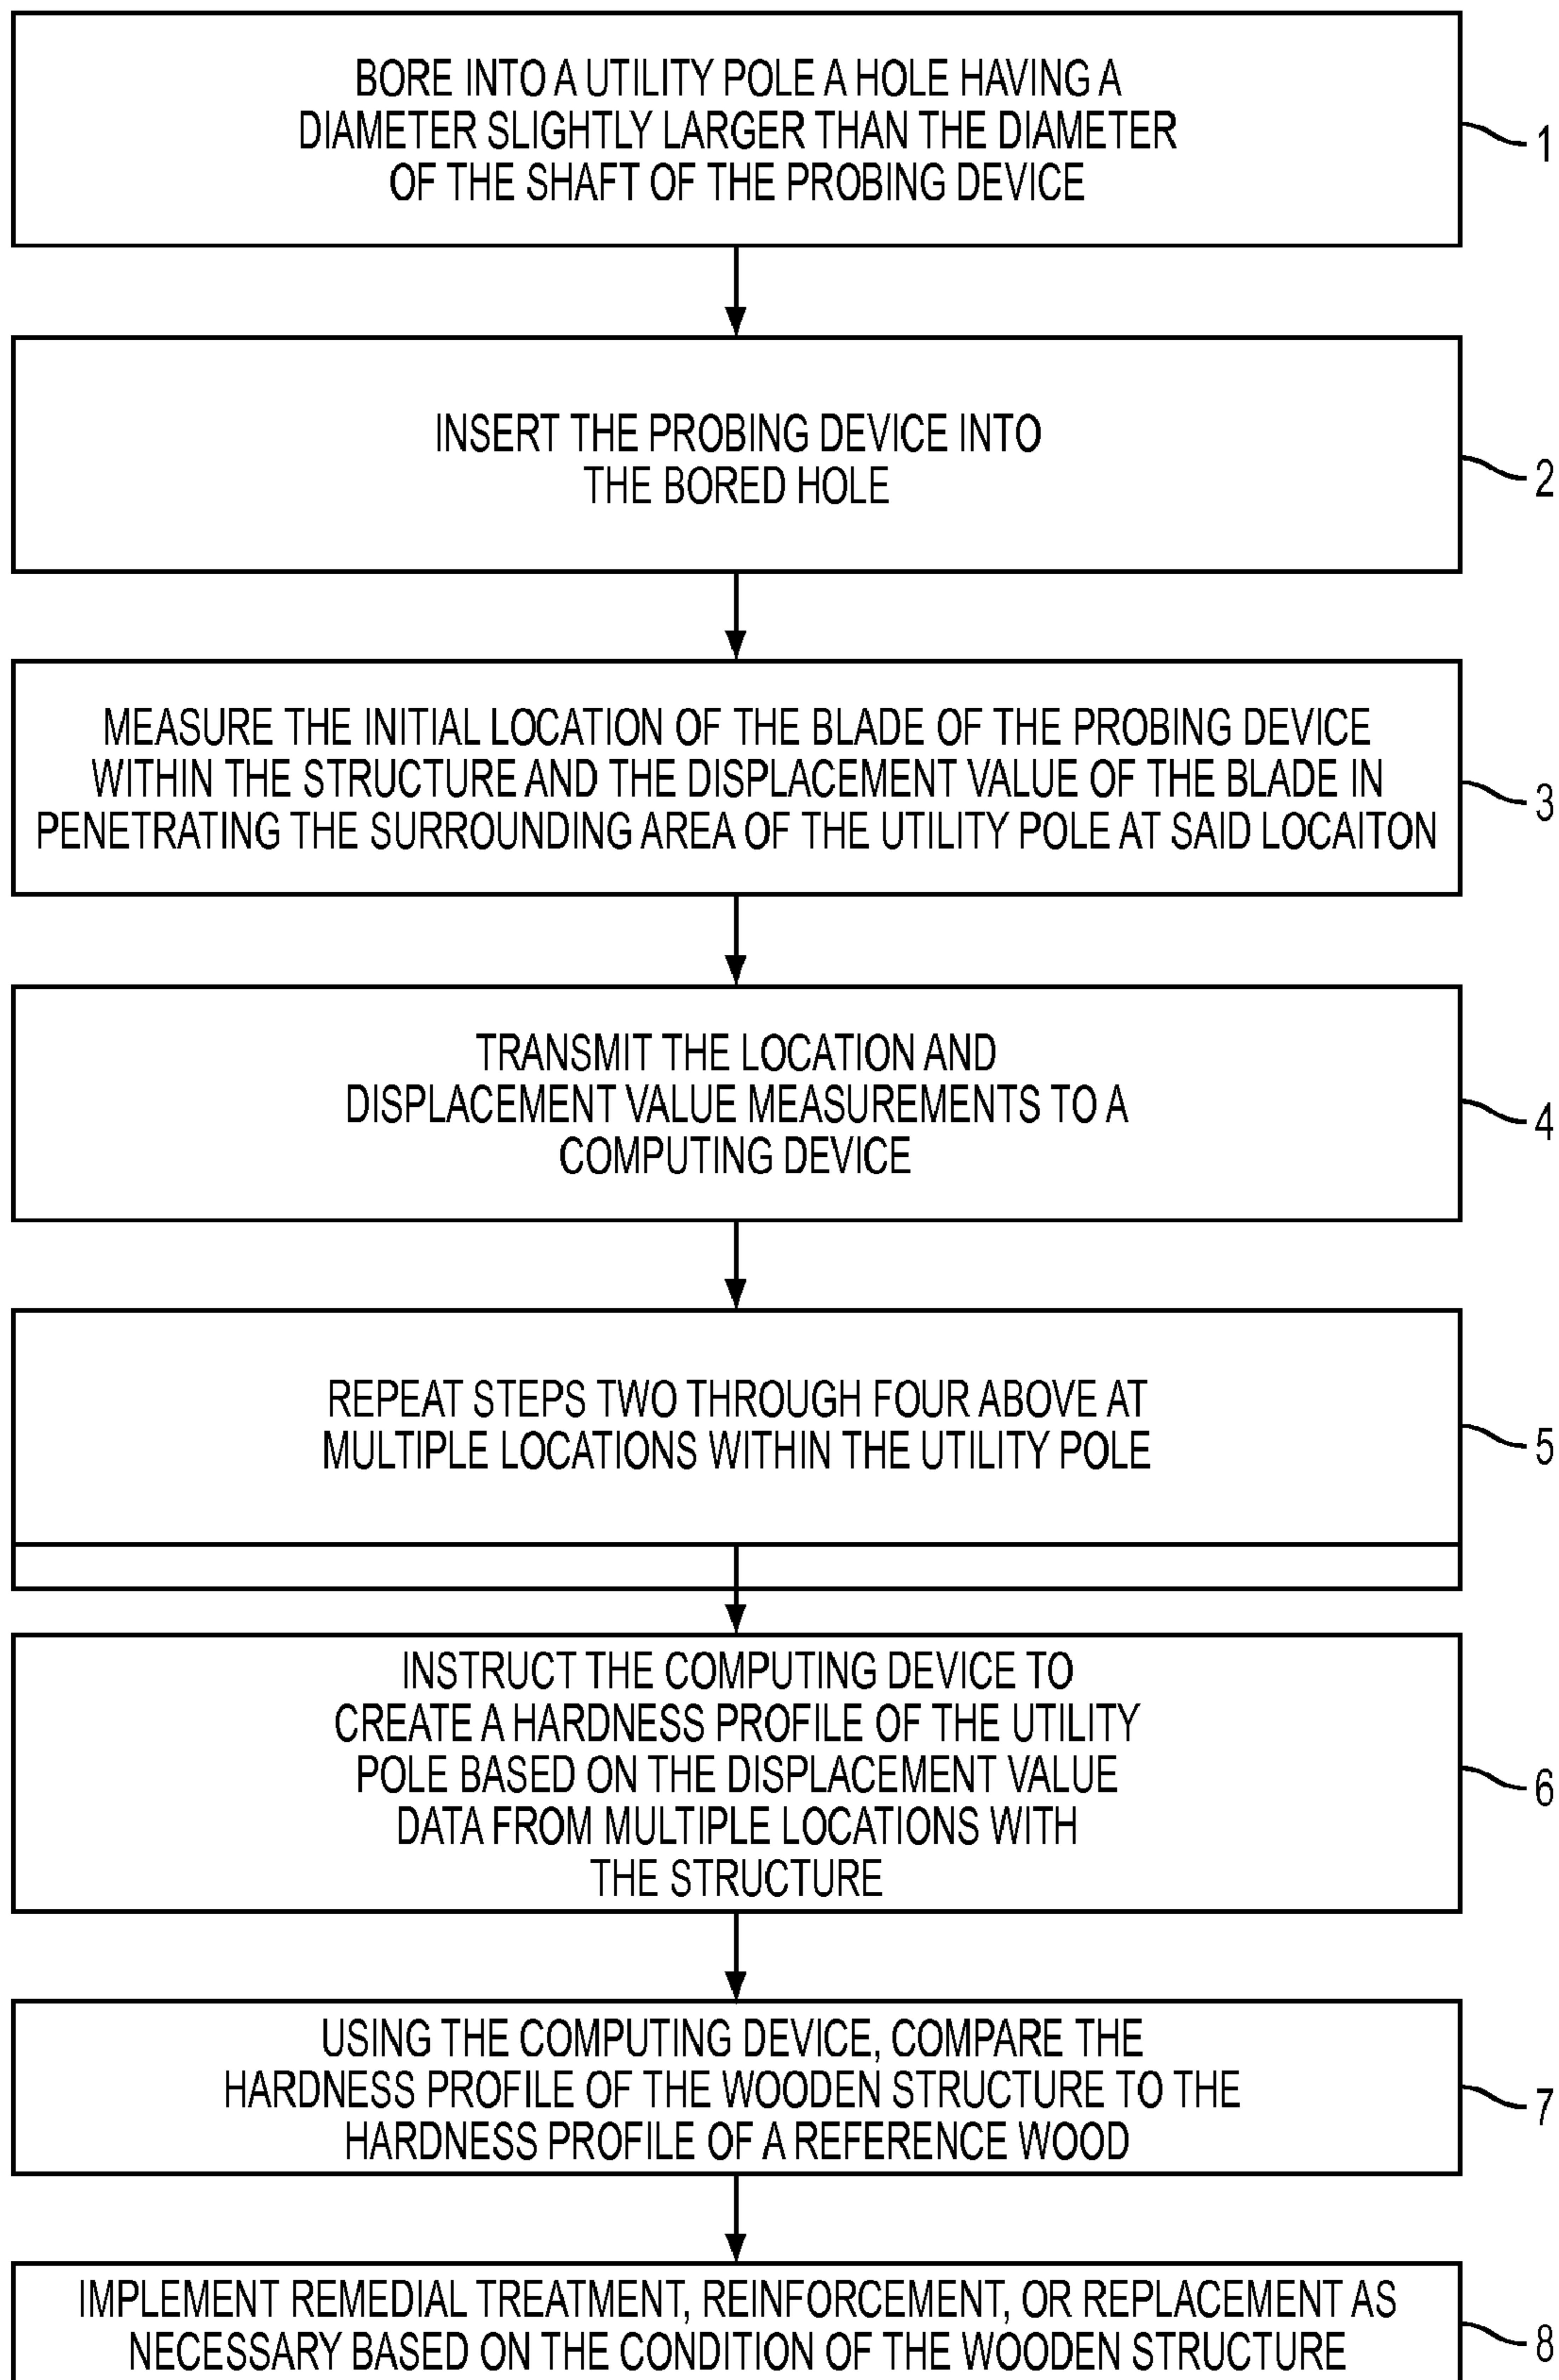 BORE INTO A UTILITY POLE A HOLE HAVING A
DIAMETER SLIGHTLY LARGER THAN THE DIAMETER
OF THE SHAFT OF THE PROBING DEVICE
1
INSERT THE PROBING DEVICE INTO
THE BORED HOLE
2
MEASURE THE INITIAL LOCATION OF THE BLADE OF THE PROBING DEVICE
WITHIN THE STRUCTURE AND THE DISPLACEMENT VALUE OF THE BLADE IN
PENETRATING THE SURROUNDING AREA OF THE UTILITY POLE AT SAID LOCAITON
3
TRANSMIT THE LOCATION AND
DISPLACEMENT VALUE MEASUREMENTS TO A
COMPUTING DEVICE
4
REPEAT STEPS TWO THROUGH FOUR ABOVE AT
MULTIPLE LOCATIONS WITHIN THE UTILITY POLE
5
INSTRUCT THE COMPUTING DEVICE TO
CREATE A HARDNESS PROFILE OF THE UTILITY
POLE BASED ON THE DISPLACEMENT VALUE
DATA FROM MULTIPLE LOCATIONS WITH
THE STRUCTURE
6
USING THE COMPUTING DEVICE, COMPARE THE
HARDNESS PROFILE OF THE WOODEN STRUCTURE TO THE
HARDNESS PROFILE OF A REFERENCE WOOD
7
IMPLEMENT REMEDIAL TREATMENT, REINFORCEMENT, OR REPLACEMENT AS
NECESSARY BASED ON THE CONDITION OF THE WOODEN STRUCTURE
8